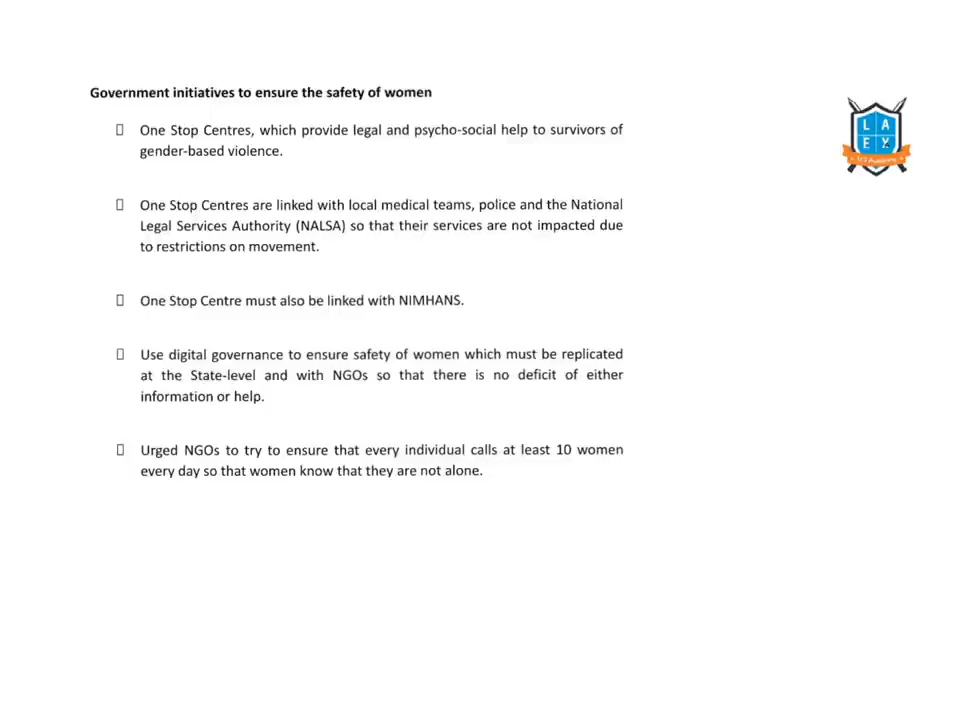 Government initiatives to ensure the safety of women
One Stop Centres, which provide legal and psycho-social help to survivors of
gender-based violence.
One Stop Centres are linked with local medical teams, police and the National
Legal Services Authority (NALSA) so that their services are not impacted due
to restrictions on movement.
One Stop Centre must also be linked with NIMHANS.
Use digital governance to ensure safety of women which must be replicated
at the State-level and with NGOs so that there is no deficit of either
information or help.
Urged NGOs to try to ensure that every individual calls at least 10 women
every day so that women know that they are not alone.
L A
E X